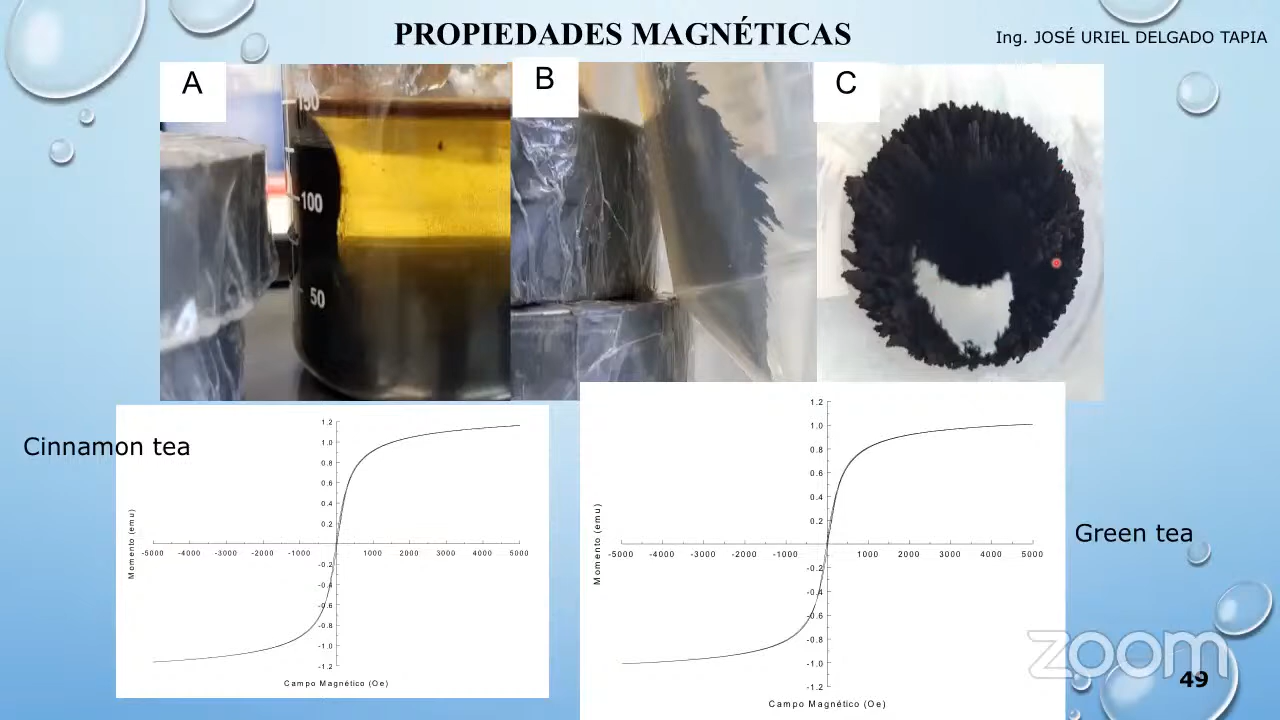 PROPIEDADES MAGNÉTICAS
Ing. JOSÉ URIEL DELGADO TAPIA
A
B
C
150
100
50
Cinnamon tea
1.2
1.0
0.8
0.6
0.4
0.2
-5000 -4000 -3000 -2000 -1000 1000 2000 3000 4000 5000
-0.2
-0.4
-0.6
-0.8
-1.0
-1.2
Momento (emu)
Campo Magnético (Oe)
1.2
1.0
0.8
0.6
0.4
0.2
-5000 -4000 -3000 -2000 -1000 1000 2000 3000 4000 5000
-0.2
-0.4
-0.6
-0.8
-1.0
-1.2
Momento (emu)
Campo Magnético (Oe)
Green tea
zoom
49